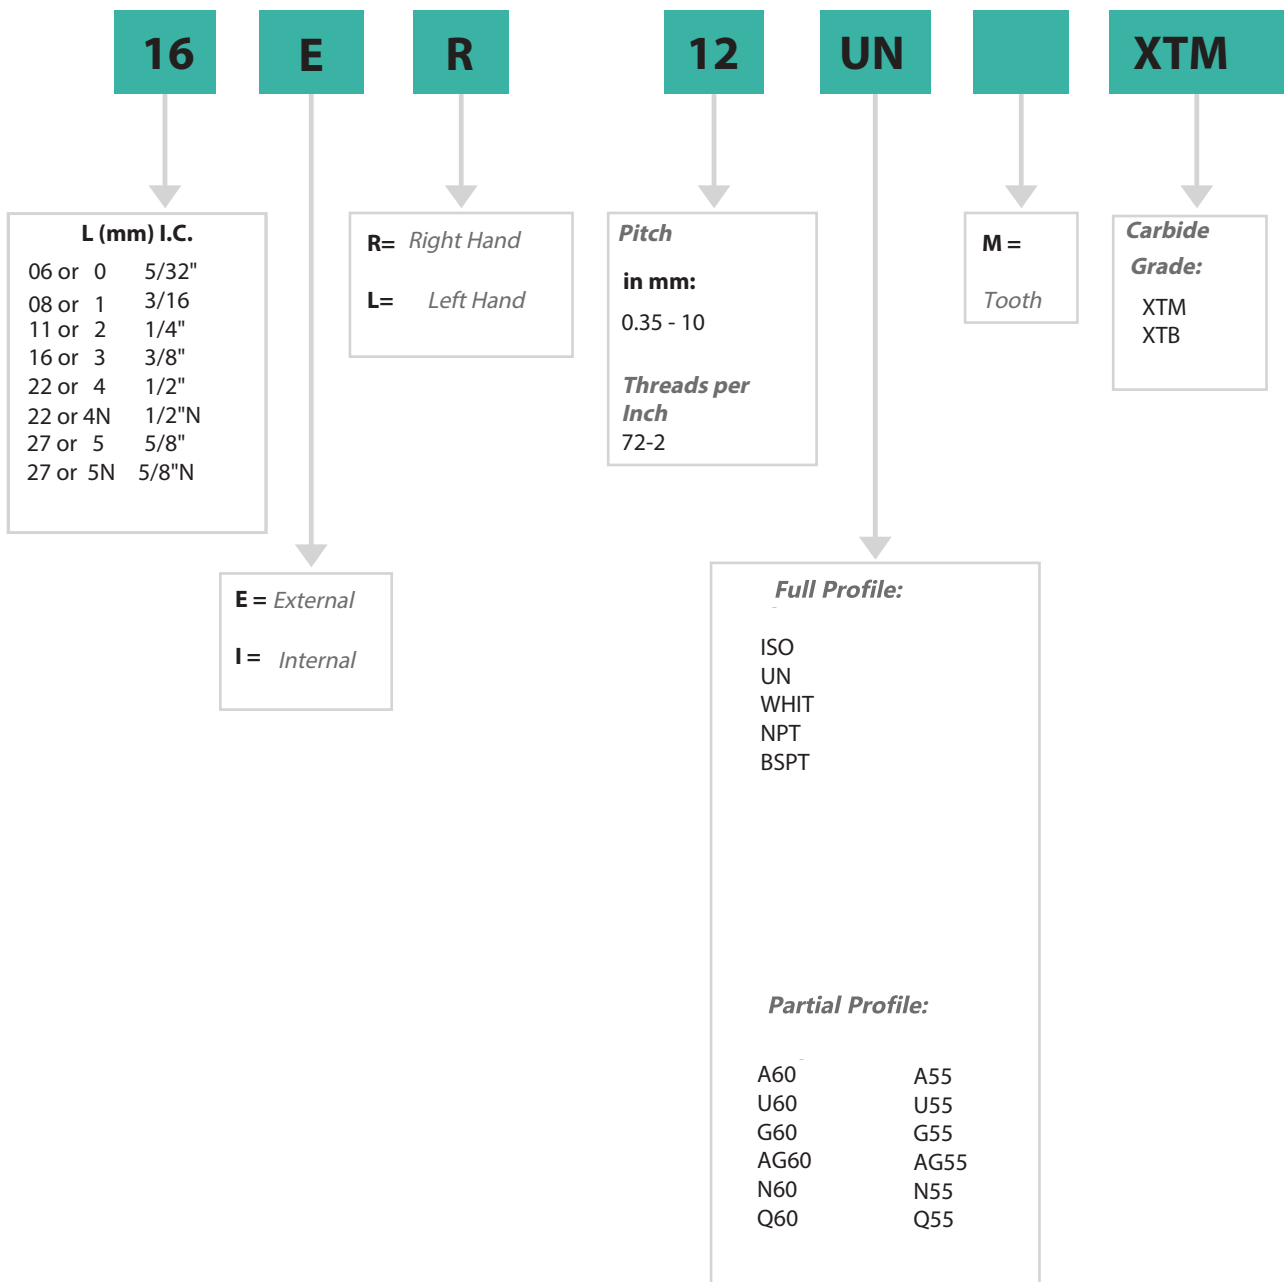 16 E R 12 UN XTM
L (mm) I.C.
06 or 0 5/32"
08 or 1 3/16
11 or 2 1/4"
16 or 3 3/8"
22 or 4 1/2"
22 or 4N 1/2"N
27 or 5 5/8"
27 or 5N 5/8"N
E = External
I = Internal
R= Right Hand
L= Left Hand
Pitch
in mm:
0.35 - 10
Threads per
Inch
72-2
Full Profile:
ISO
UN
WHIT
NPT
BSPT
Partial Profile:
A60 A55
U60 U55
G60 G55
AG60 AG55
N60 N55
Q60 Q55
M =
Tooth
Carbide
Grade:
XTM
XTB